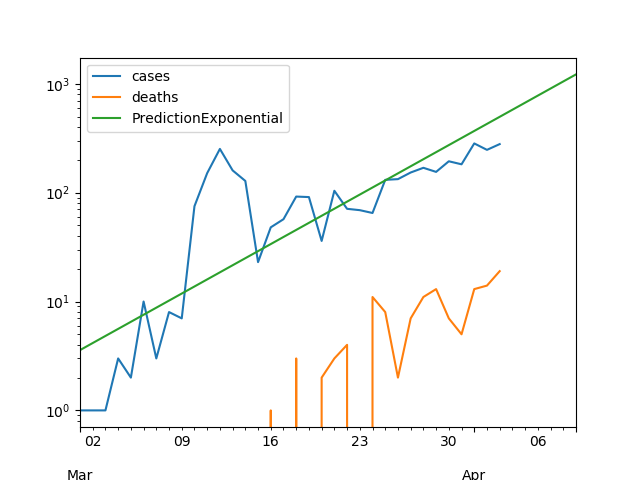 10³
10²
10¹
10⁰
cases
deaths
PredictionExponential
02 09 16 23 30 06
Mar Apr